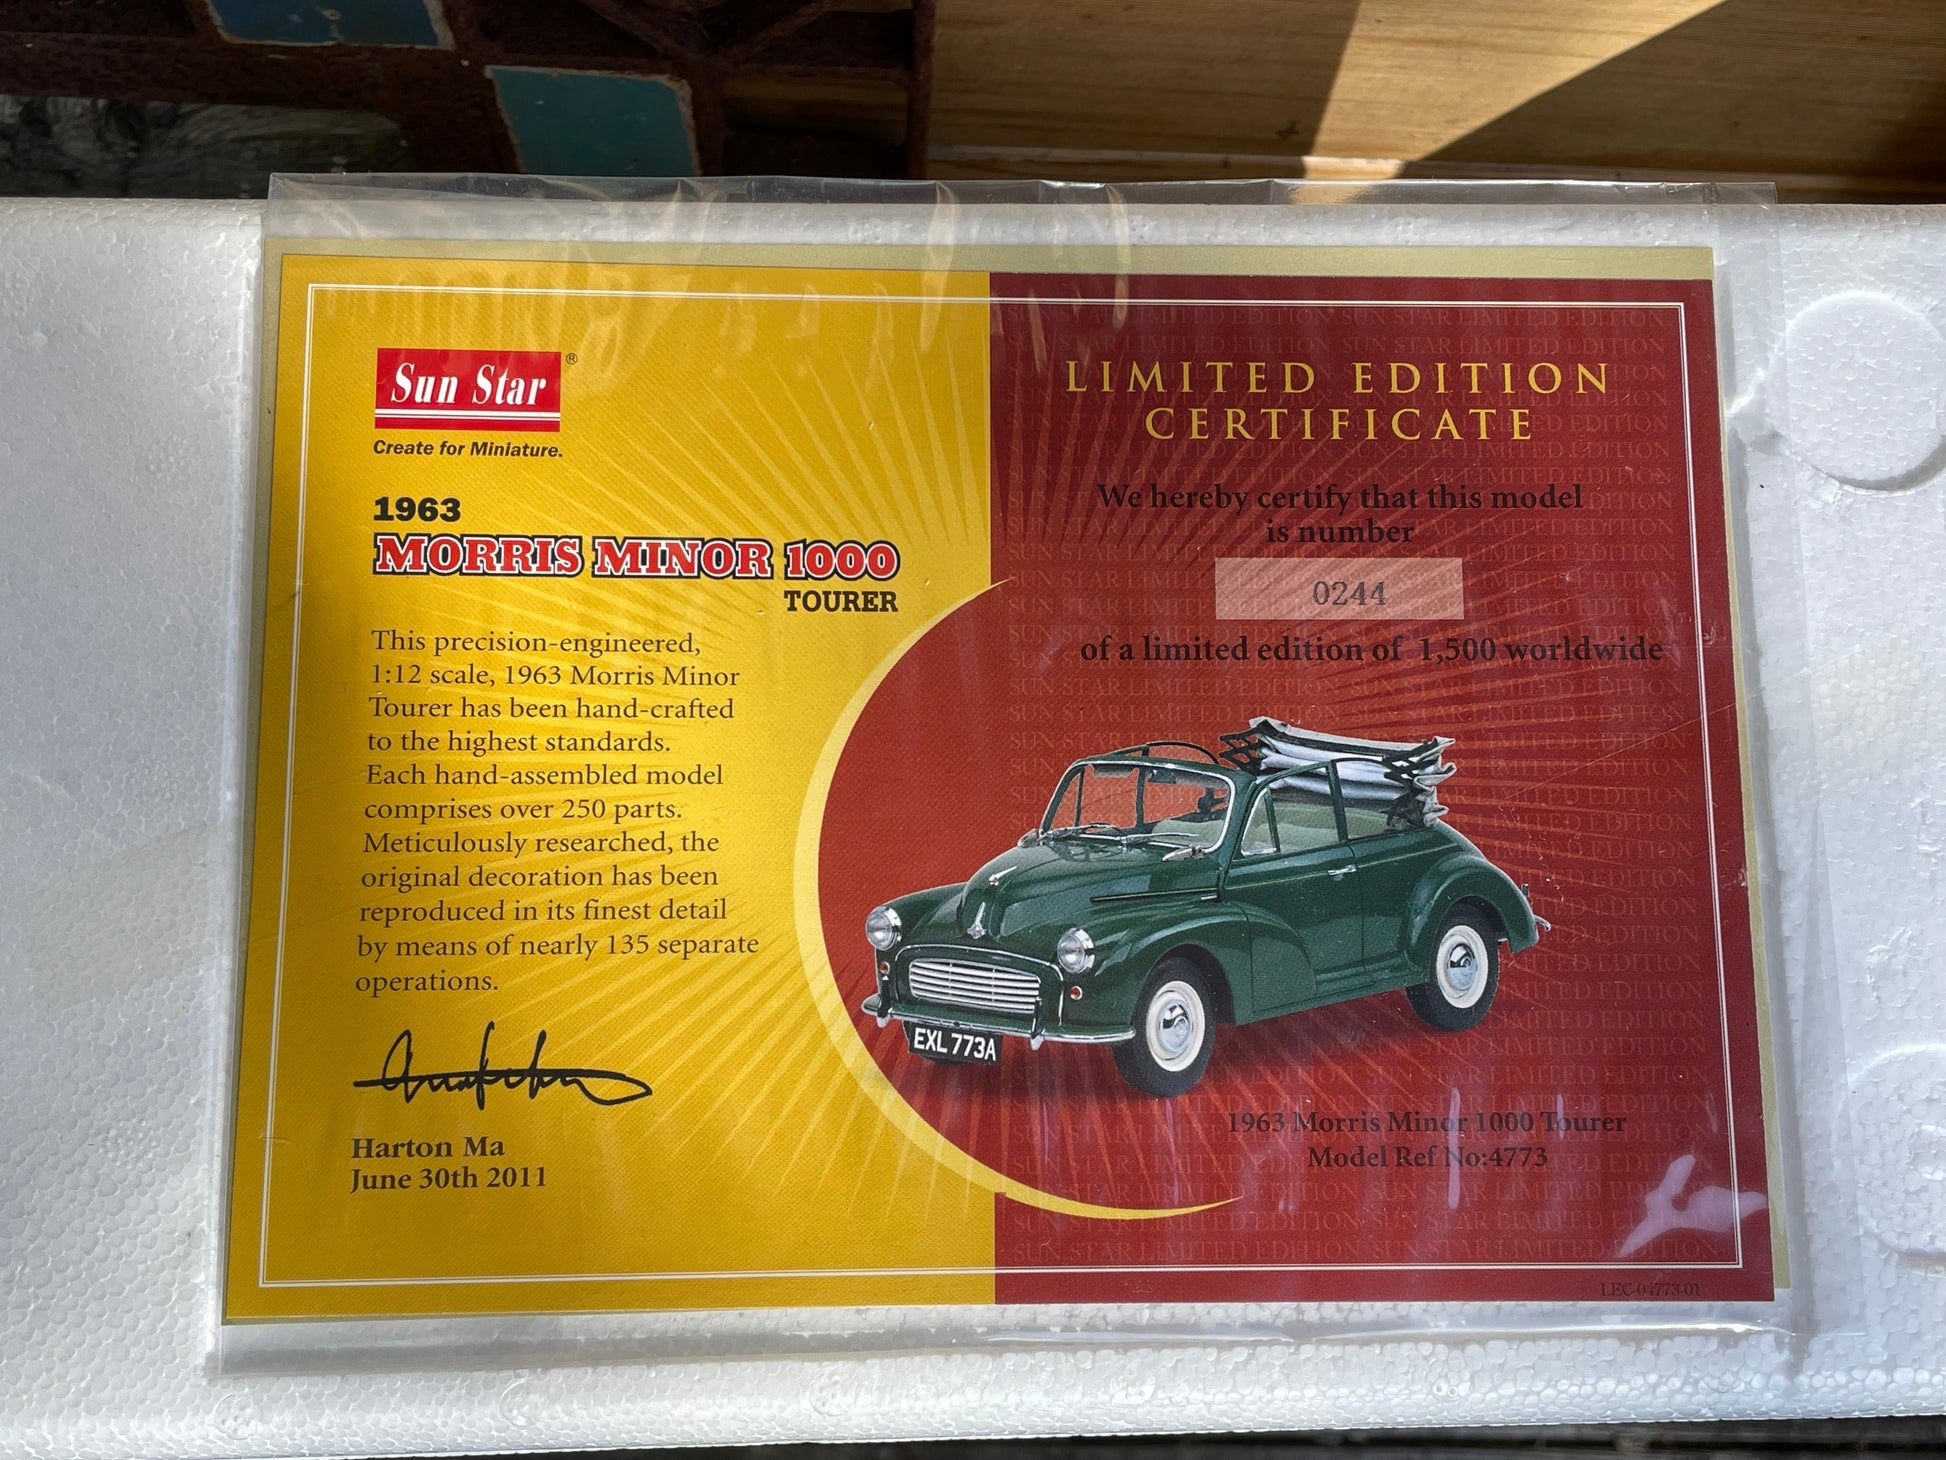 Sun Star ®
Create for Miniature.
1963
MORRIS MINOR 1000
TOURER
This precision-engineered,
1:12 scale, 1963 Morris Minor
Tourer has been hand-crafted
to the highest standards.
Each hand-assembled model
comprises over 250 parts.
Meticulously researched, the
original decoration has been
reproduced in its finest detail
by means of nearly 135 separate
operations.
Harton Ma
June 30th 2011
LIMITED EDITION
CERTIFICATE
We hereby certify that this model
is number
0244
of a limited edition of 1,500 worldwide
EXL 773A
1963 Morris Minor 1000 Tourer
Model Ref No:4773
LEC-04773-01